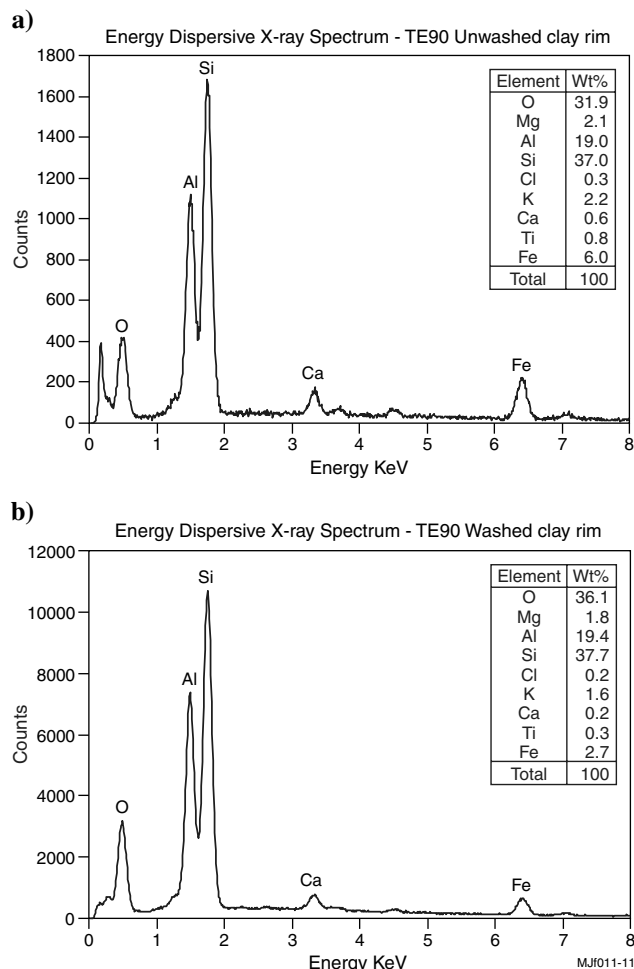 a)
Energy Dispersive X-ray Spectrum - TE90 Unwashed clay rim
1800
1600
1400
1200
1000
800
600
400
200
0
Counts
Si
Al
O
Ca
Fe
Element Wt%
O 31.9
Mg 2.1
Al 19.0
Si 37.0
Cl 0.3
K 2.2
Ca 0.6
Ti 0.8
Fe 6.0
Total 100
0 1 2 3 4 5 6 7 8
Energy KeV
b)
Energy Dispersive X-ray Spectrum - TE90 Washed clay rim
12000
10000
8000
6000
4000
2000
0
Counts
Si
Al
O
Ca
Fe
Element Wt%
O 36.1
Mg 1.8
Al 19.4
Si 37.7
Cl 0.2
K 1.6
Ca 0.2
Ti 0.3
Fe 2.7
Total 100
0 1 2 3 4 5 6 7 8
Energy KeV
MJf011-11